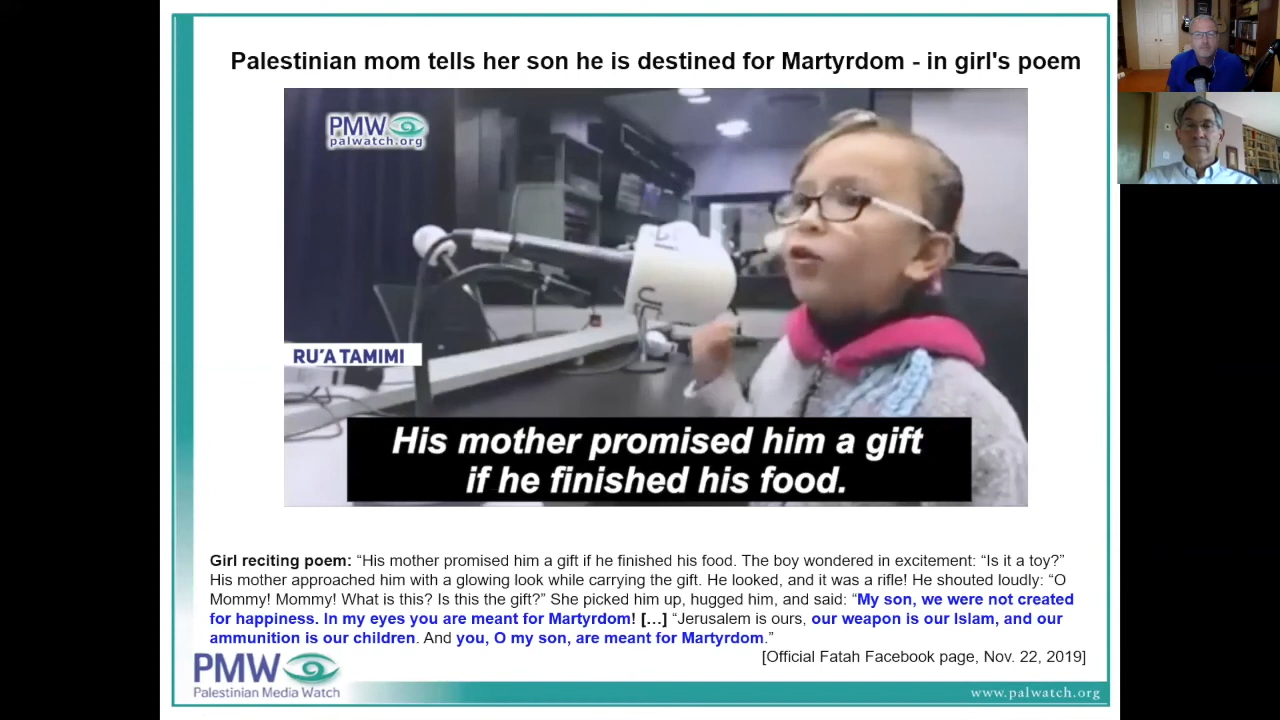 Palestinian mom tells her son he is destined for Martyrdom - in girl's poem
PMW
palwatch.org
RU'A TAMIMI
His mother promised him a gift
if he finished his food.
Girl reciting poem: “His mother promised him a gift if he finished his food. The boy wondered in excitement: “Is it a toy?”
His mother approached him with a glowing look while carrying the gift. He looked, and it was a rifle! He shouted loudly: “O
Mommy! Mommy! What is this? Is this the gift?” She picked him up, hugged him, and said: “My son, we were not created
for happiness. In my eyes you are meant for Martyrdom! […] “Jerusalem is ours, our weapon is our Islam, and our
ammunition is our children. And you, O my son, are meant for Martyrdom.”
[Official Fatah Facebook page, Nov. 22, 2019]
PMW
Palestinian Media Watch
www.palwatch.org